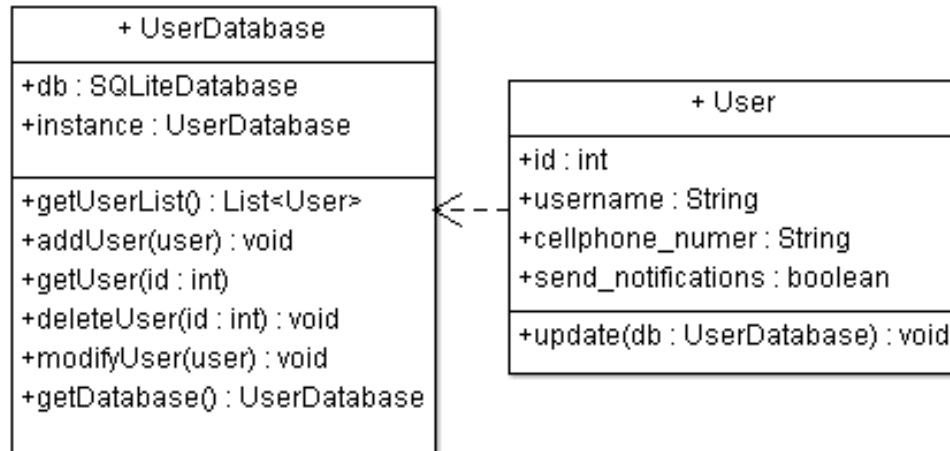 + UserDatabase
+db : SQLiteDatabase
+instance : UserDatabase
+getUserList() : List<User>
+addUser(user) : void
+getUser(id : int)
+deleteUser(id : int) : void
+modifyUser(user) : void
+getDatabase() : UserDatabase
+ User
+id : int
+username : String
+cellphone_numer : String
+send_notifications : boolean
+update(db : UserDatabase) : void